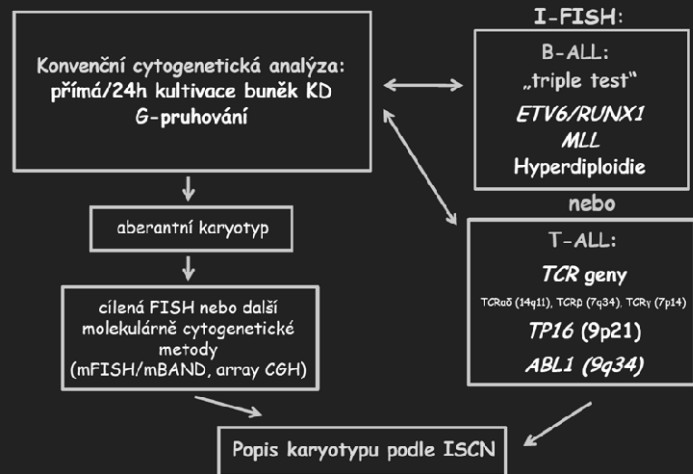 Konvenční cytogenetická analýza:
přímá/24h kultivace buněk KD
G-pruhování
aberantní karyotyp
cílená FISH nebo další
molekulárně cytogenetické
metody
(mFISH/mBAND, array CGH)
I-FISH:
B-ALL:
„triple test“
ETV6/RUNX1
MLL
Hyperdiploidie
nebo
T-ALL:
TCR geny
TCRαδ (14q11), TCRβ (7q34), TCRγ (7p14)
TP16 (9p21)
ABL1 (9q34)
Popis karyotypu podle ISCN